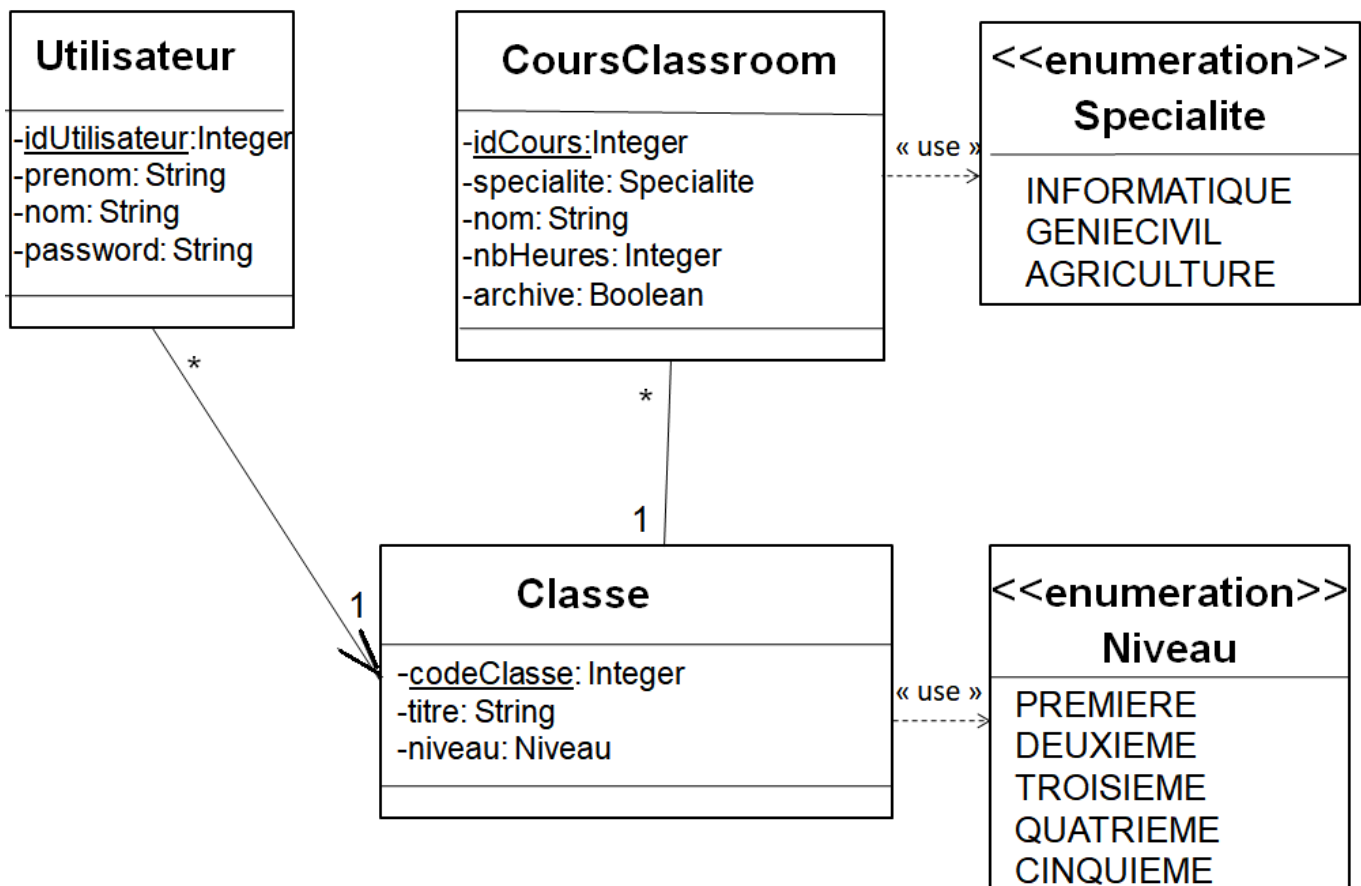 Utilisateur
-idUtilisateur:Integer
-prenom: String
-nom: String
-password: String
*
1
CoursClassroom
-idCours:Integer
-specialite: Specialite
-nom: String
-nbHeures: Integer
-archive: Boolean
« use »
<<enumeration>>
Specialite
INFORMATIQUE
GENIECIVIL
AGRICULTURE
*
1
Classe
-codeClasse: Integer
-titre: String
-niveau: Niveau
« use »
<<enumeration>>
Niveau
PREMIERE
DEUXIEME
TROISIEME
QUATRIEME
CINQUIEME